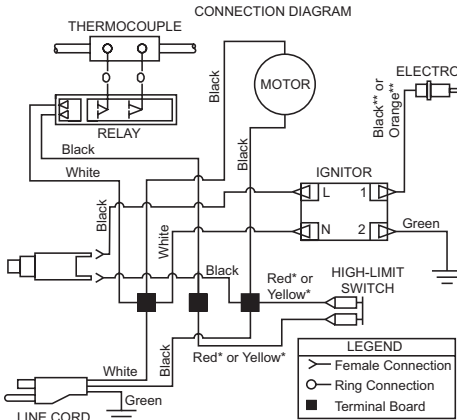 CONNECTION DIAGRAM
THERMOCOUPLE
MOTOR
ELECTRO
Black
Black** or
Orange**
RELAY
Black
White
Black
IGNITOR
L 1
N 2
Green
Black
White
Black
Red* or
Yellow*
HIGH-LIMIT
SWITCH
Red* or Yellow*
White
Black
Green
LINE CORD
LEGEND
Female Connection
Ring Connection
Terminal Board